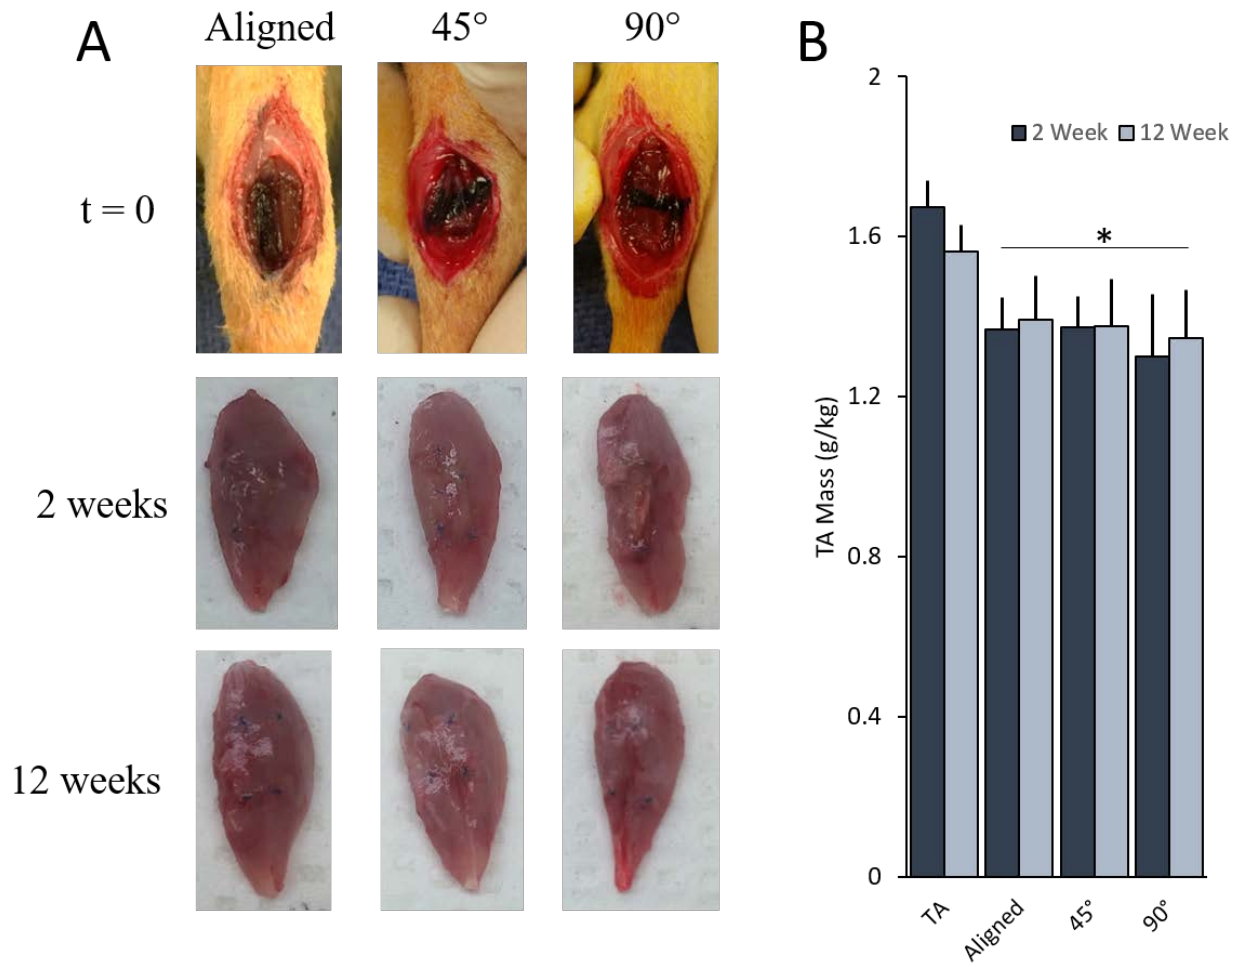 A
Aligned
45°
90°
t = 0
2 weeks
12 weeks
B
2 Week
12 Week
*
TA Mass (g/kg)
2
1.6
1.2
0.8
0.4
0
TA
Aligned
45°
90°